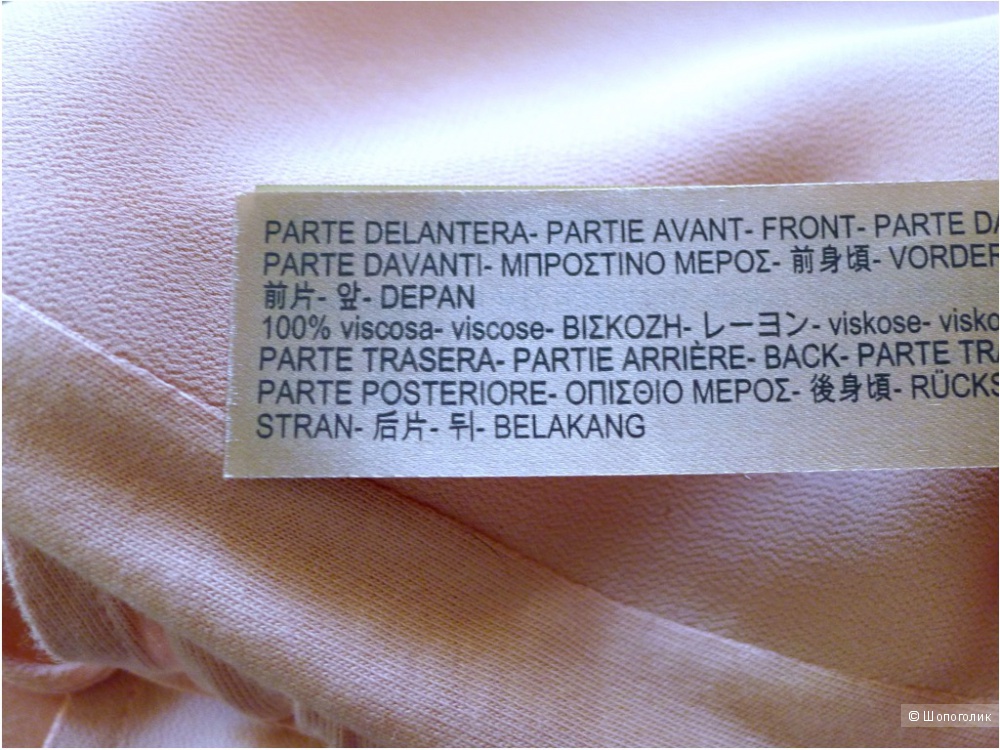 PARTE DELANTERA- PARTIE AVANT- FRONT- PARTE DA
PARTE DAVANTI- ΜΠΡΟΣΤΙΝΟ ΜΕΡΟΣ- 前身頃- VORDER
前片- 앞- DEPAN
100% viscosa- viscose- ΒΙΣΚΟΖΗ- レーヨン- viskose- visko
PARTE TRASERA- PARTIE ARRIÈRE- BACK- PARTE TRA
PARTE POSTERIORE- ΟΠΙΣΘΙΟ ΜΕΡΟΣ- 後身頃- RÜCKS
STRAN- 后片- 뒤- BELAKANG
© Шопоголик